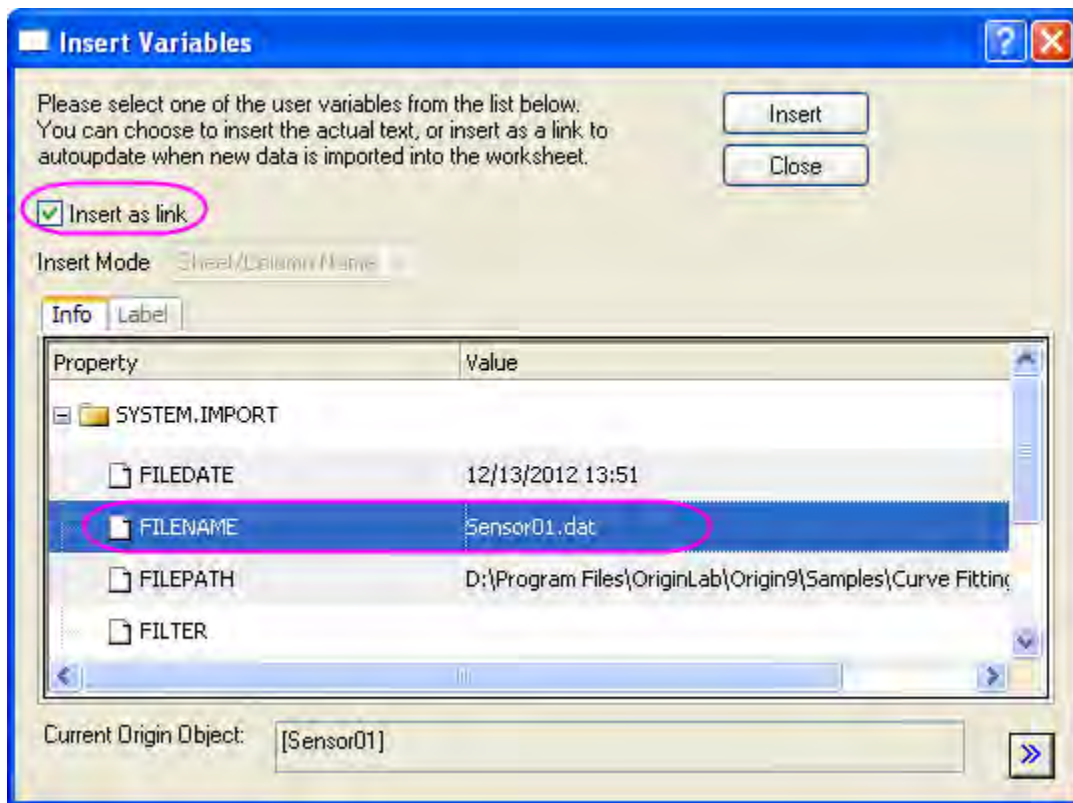 Insert Variables
Please select one of the user variables from the list below.
You can choose to insert the actual text, or insert as a link to
autoupdate when new data is imported into the worksheet.
Insert
Close
Insert as link
Insert Mode Sheet/Column Name
Info Label
Property Value
SYSTEM.IMPORT
FILEDATE 12/13/2012 13:51
FILENAME Sensor01.dat
FILEPATH D:\Program Files\OriginLab\Origin9\Samples\Curve Fitting
FILTER
Current Origin Object: [Sensor01]